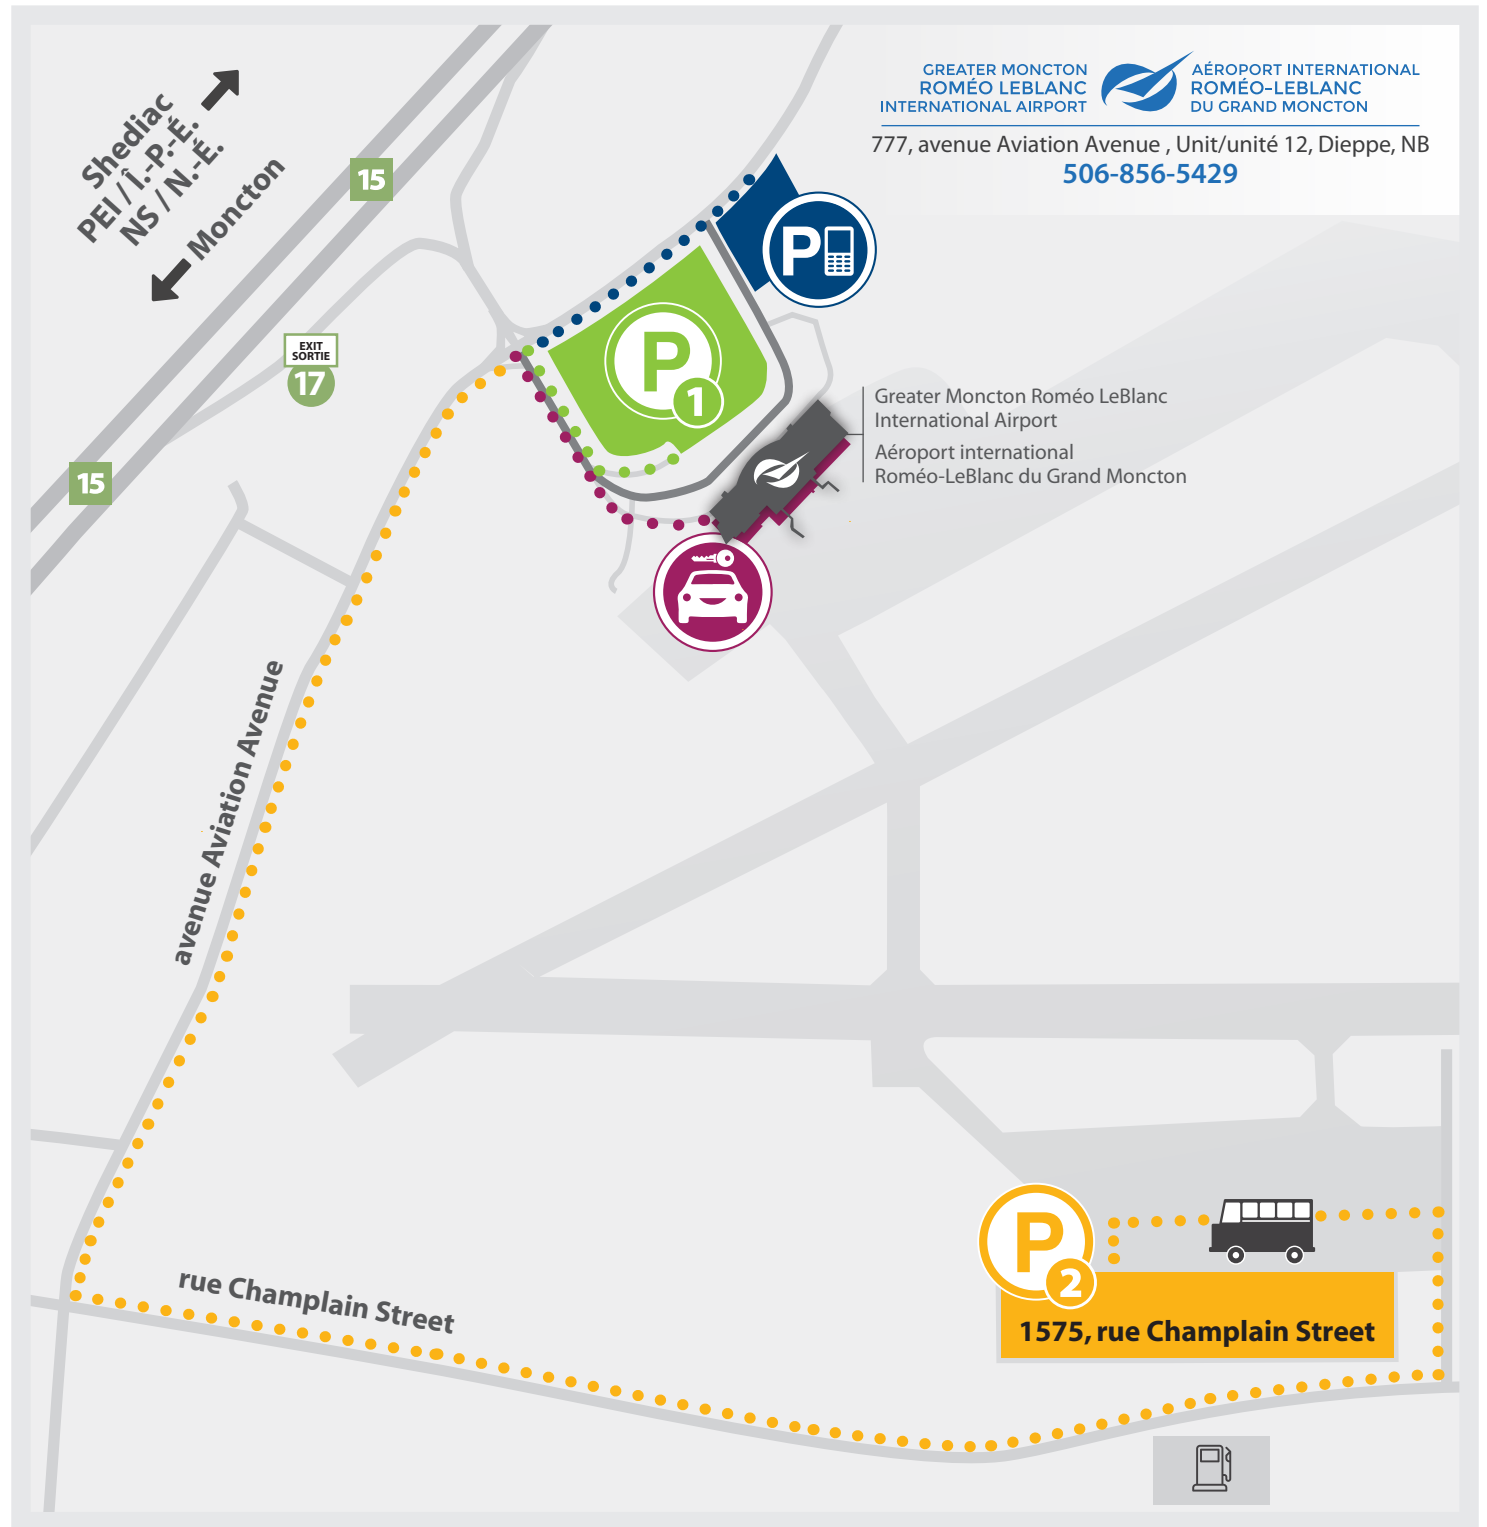 GREATER MONCTON
ROMÉO LEBLANC
INTERNATIONAL AIRPORT
AÉROPORT INTERNATIONAL
ROMÉO-LEBLANC
DU GRAND MONCTON
777, avenue Aviation Avenue , Unit/unité 12, Dieppe, NB
506-856-5429
Shediac
PEI / Î.-P.-É.
NS / N.-É.
Moncton
15
P
EXIT
SORTIE
17
P
1
Greater Moncton Roméo LeBlanc
International Airport
Aéroport international
Roméo-LeBlanc du Grand Moncton
15
avenue Aviation Avenue
P
2
rue Champlain Street
1575, rue Champlain Street